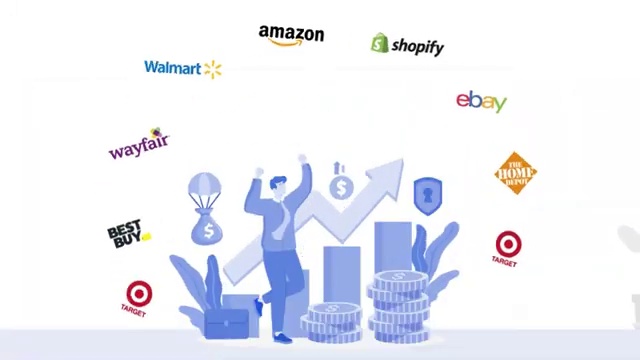 amazon
shopify
Walmart
ebay
wayfair
THE
HOME
DEPOT
BEST
BUY
TARGET
TARGET
$
$
$